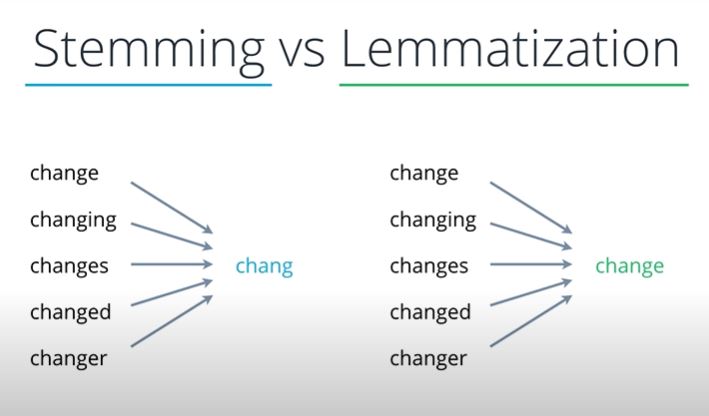 Stemming vs Lemmatization
change
changing
changes
changed
changer
chang
change
changing
changes
changed
changer
change